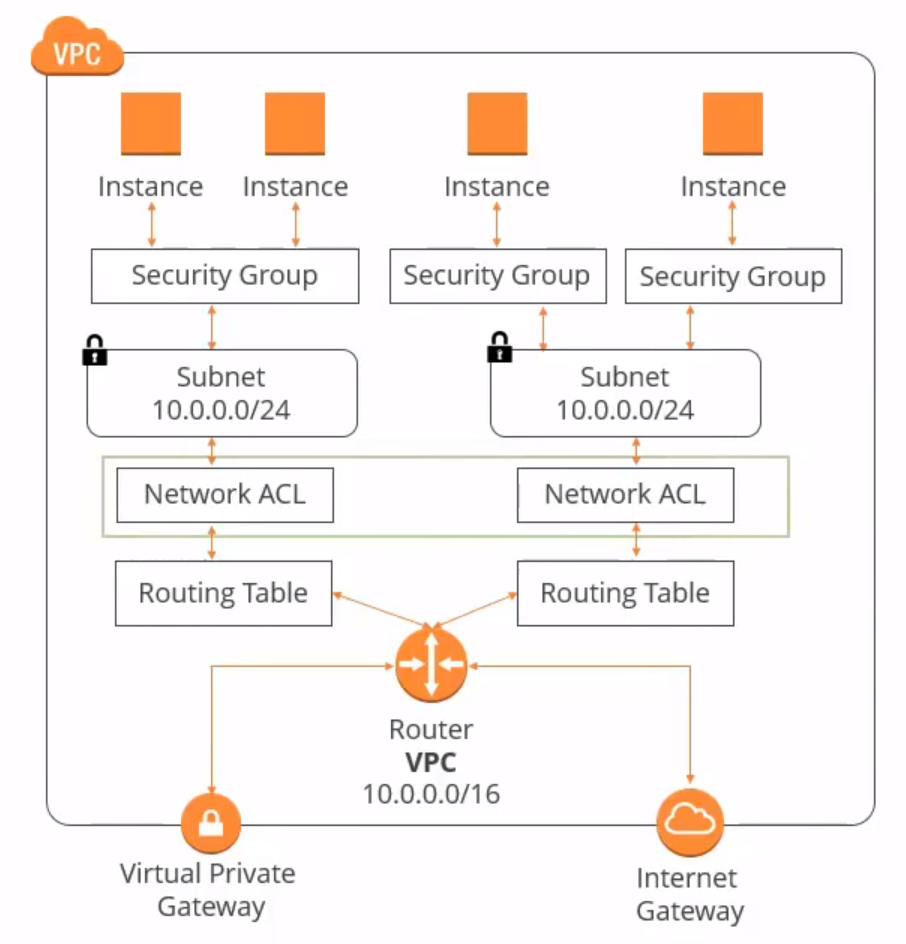 VPC
Instance
Instance
Instance
Instance
Security Group
Security Group
Security Group
Subnet
10.0.0.0/24
Subnet
10.0.0.0/24
Network ACL
Network ACL
Routing Table
Routing Table
Router
VPC
10.0.0.0/16
Virtual Private
Gateway
Internet
Gateway